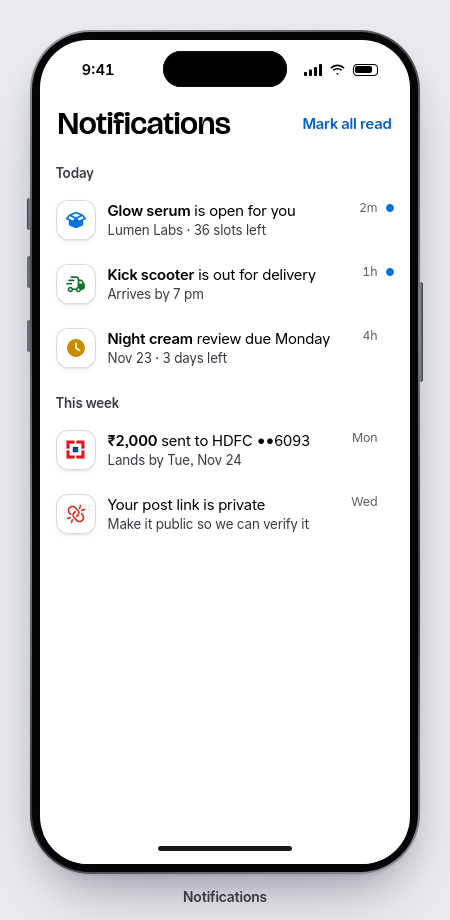 9:41
Notifications
Mark all read
Today
Glow serum is open for you
2m
Lumen Labs · 36 slots left
Kick scooter is out for delivery
1h
Arrives by 7 pm
Night cream review due Monday
4h
Nov 23 · 3 days left
This week
₹2,000 sent to HDFC ••6093
Mon
Lands by Tue, Nov 24
Your post link is private
Wed
Make it public so we can verify it
Notifications